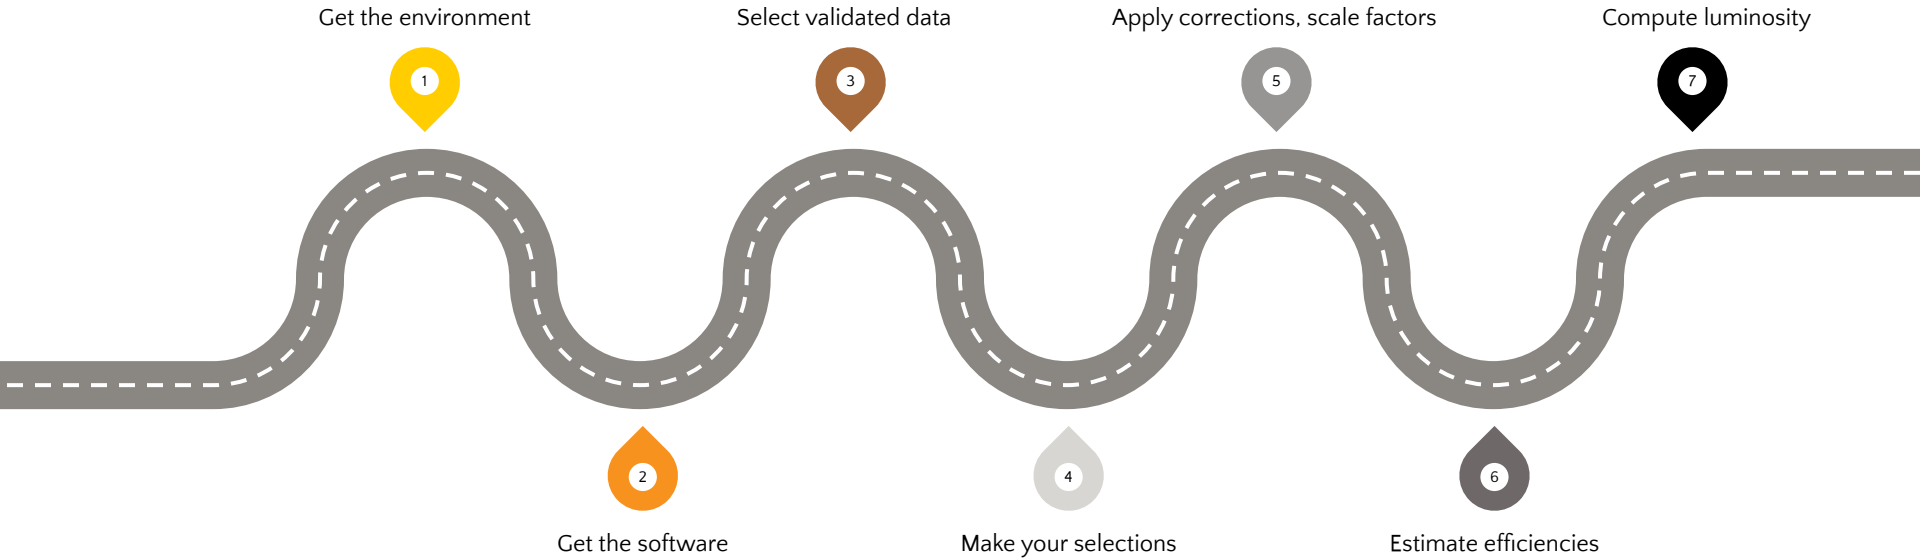 Get the environment
1
2
Get the software
Select validated data
3
4
Make your selections
Apply corrections, scale factors
5
6
Estimate efficiencies
Compute luminosity
7